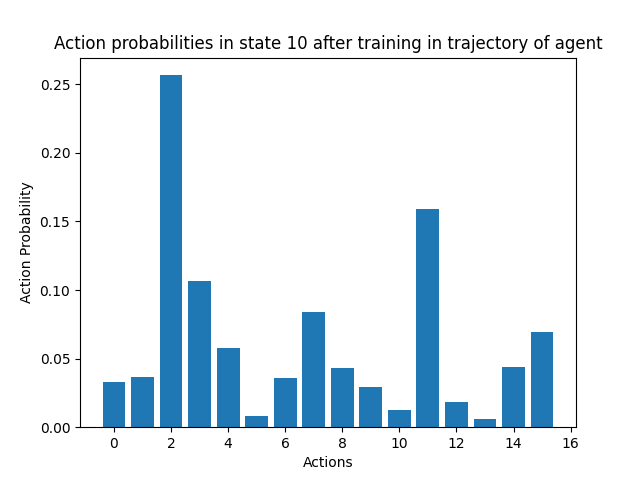 Action probabilities in state 10 after training in trajectory of agent
0.25
0.20
0.15
0.10
0.05
0.00
Action Probability
0 2 4 6 8 10 12 14 16
Actions